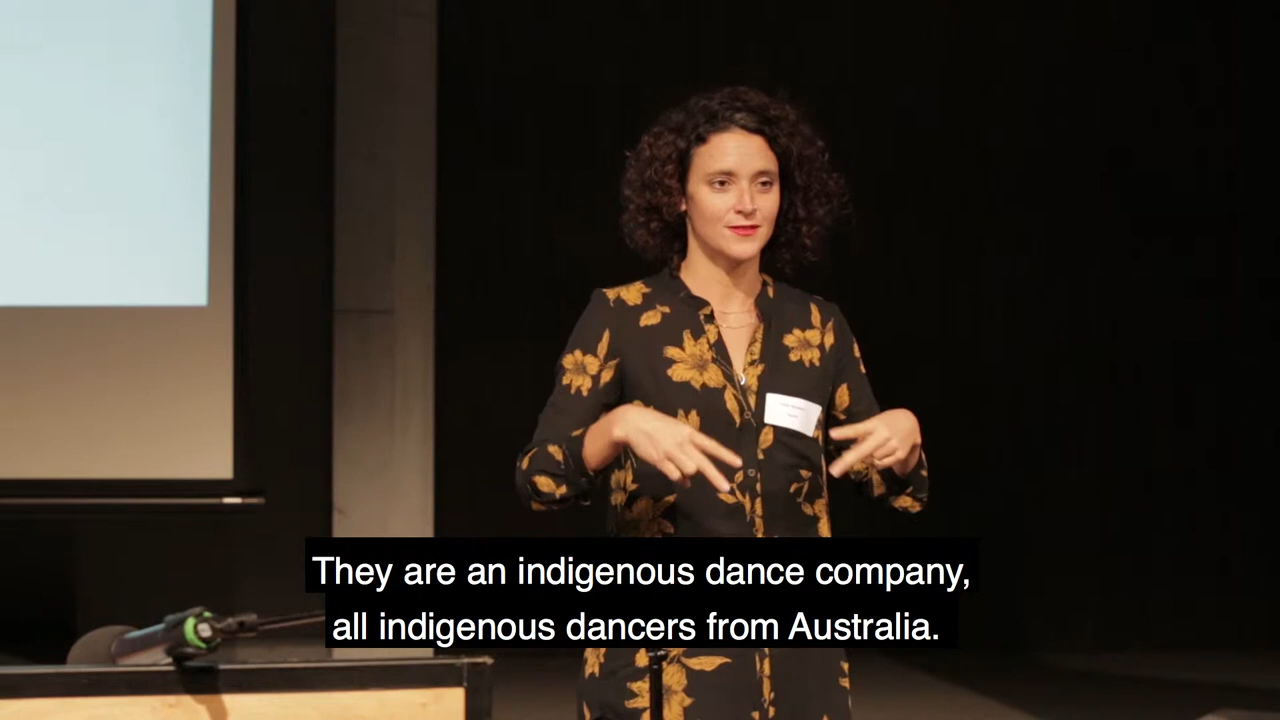 They are an indigenous dance company,
all indigenous dancers from Australia.